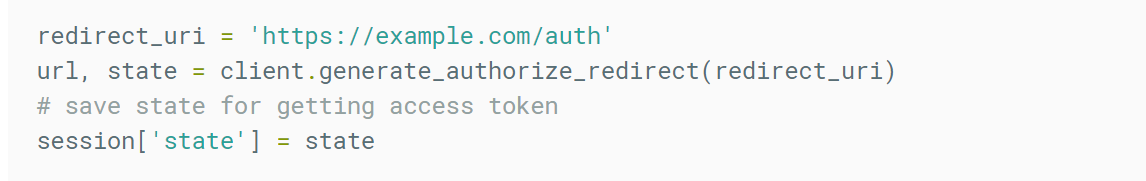 redirect_uri = 'https://example.com/auth'
url, state = client.generate_authorize_redirect(redirect_uri)
# save state for getting access token
session['state'] = state